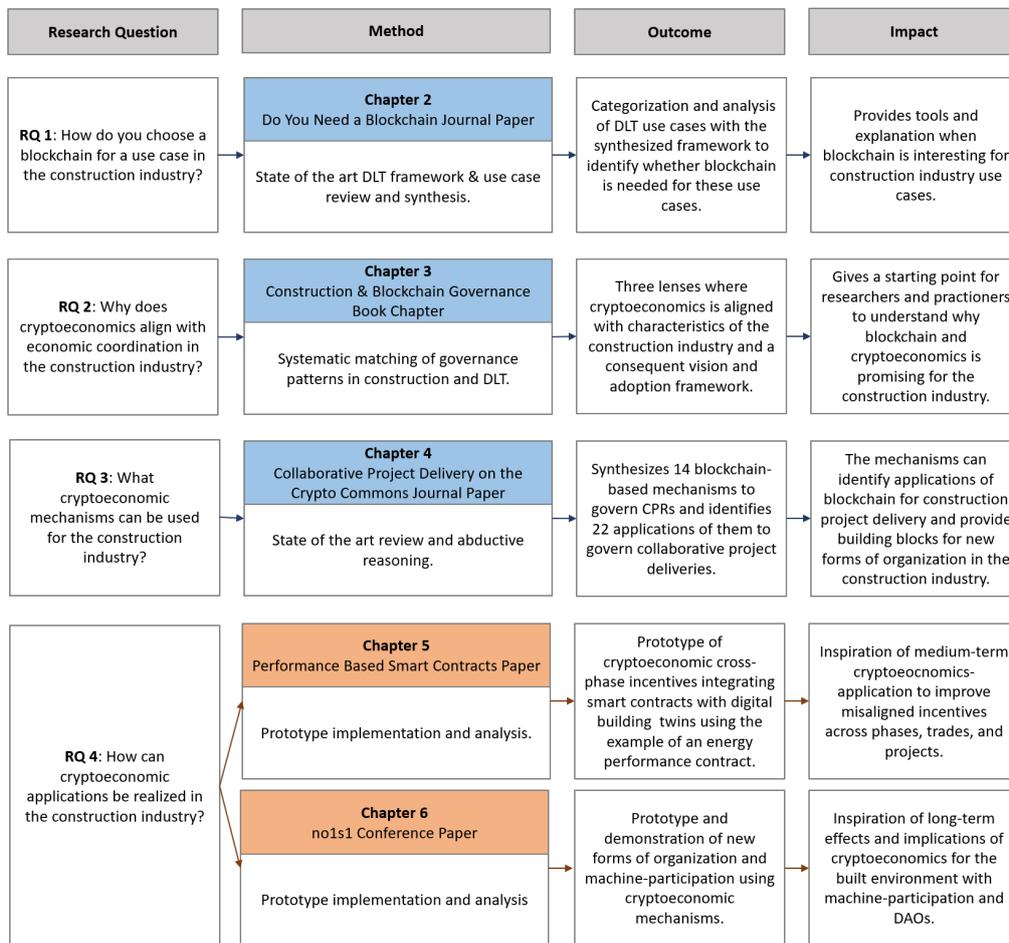 Research Question
Method
Outcome
Impact
RQ 1: How do you choose a
blockchain for a use case in
the construction industry?
Chapter 2
Do You Need a Blockchain Journal Paper
State of the art DLT framework & use case
review and synthesis.
Categorization and analysis
of DLT use cases with the
synthesized framework to
identify whether blockchain
is needed for these use
cases.
Provides tools and
explanation when
blockchain is interesting for
construction industry use
cases.
RQ 2: Why does
cryptoeconomics align with
economic coordination in
the construction industry?
Chapter 3
Construction & Blockchain Governance
Book Chapter
Systematic matching of governance
patterns in construction and DLT.
Three lenses where
cryptoeconomics is aligned
with characteristics of the
construction industry and a
consequent vision and
adoption framework.
Gives a starting point for
researchers and practioners
to understand why
blockchain and
cryptoeconomics is
promising for the
construction industry.
RQ 3: What
cryptoeconomic
mechanisms can be used
for the construction
industry?
Chapter 4
Collaborative Project Delivery on the
Crypto Commons Journal Paper
State of the art review and abductive
reasoning.
Synthesizes 14 blockchain-
based mechanisms to
govern CPRs and identifies
22 applications of them to
govern collaborative project
deliveries.
The mechanisms can
identify applications of
blockchain for construction
project delivery and provide
building blocks for new
forms of organization in the
construction industry.
RQ 4: How can
cryptoeconomic
applications be realized in
the construction industry?
Chapter 5
Performance Based Smart Contracts Paper
Prototype implementation and analysis.
Prototype of
cryptoeconomic cross-
phase incentives integrating
smart contracts with digital
building twins using the
example of an energy
performance contract.
Inspiration of medium-term
cryptoeocnomics-
application to improve
misaligned incentives
across phases, trades, and
projects.
Chapter 6
no1s1 Conference Paper
Prototype implementation and analysis
Prototype and
demonstration of new
forms of organization and
machine-participation using
cryptoeconomic
mechanisms.
Inspiration of long-term
effects and implications of
cryptoeconomics for the
built environment with
machine-participation and
DAOs.